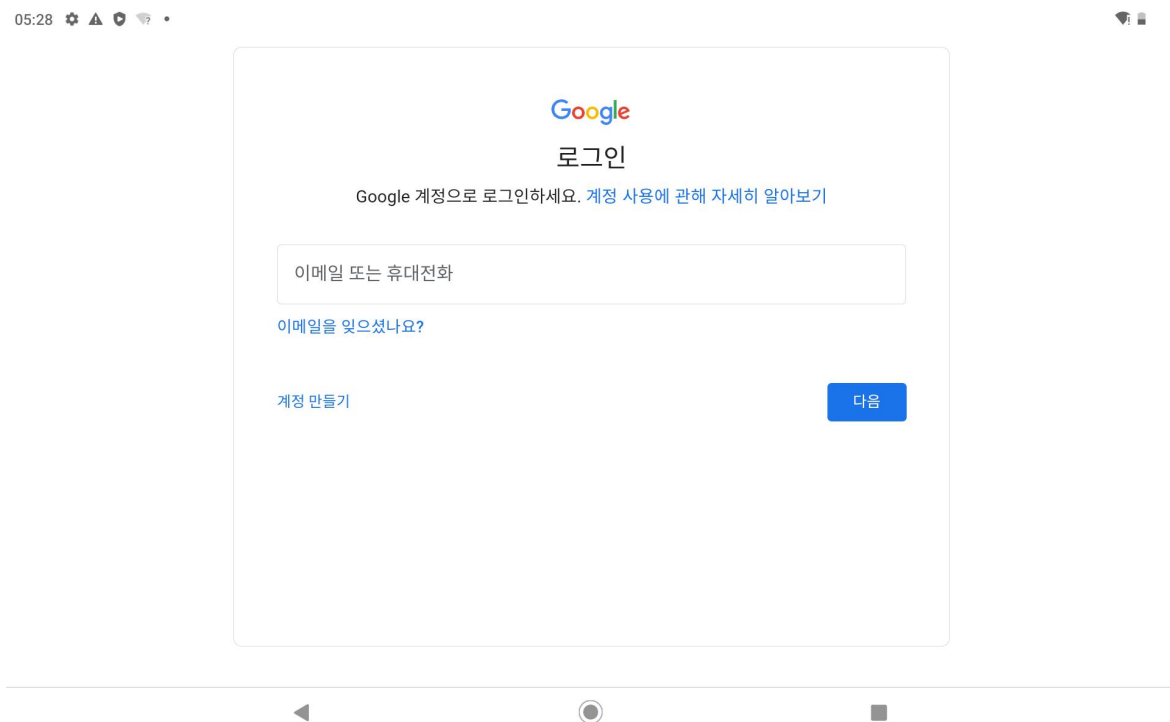 05:28
Google
로그인
Google 계정으로 로그인하세요. 계정 사용에 관해 자세히 알아보기
이메일 또는 휴대전화
이메일을 잊으셨나요?
계정 만들기
다음